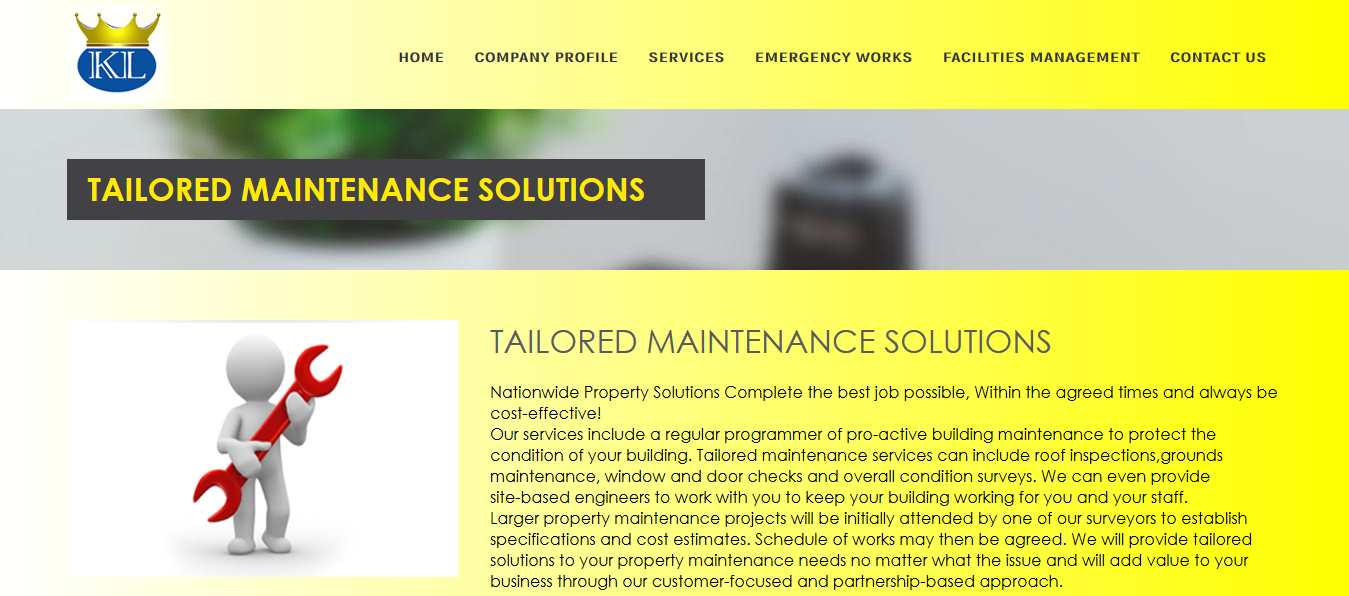 KL
HOME COMPANY PROFILE SERVICES EMERGENCY WORKS FACILITIES MANAGEMENT CONTACT US
TAILORED MAINTENANCE SOLUTIONS
TAILORED MAINTENANCE SOLUTIONS
Nationwide Property Solutions Complete the best job possible, Within the agreed times and always be
cost-effective!
Our services include a regular programmer of pro-active building maintenance to protect the
condition of your building. Tailored maintenance services can include roof inspections,grounds
maintenance, window and door checks and overall condition surveys. We can even provide
site-based engineers to work with you to keep your building working for you and your staff.
Larger property maintenance projects will be initially attended by one of our surveyors to establish
specifications and cost estimates. Schedule of works may then be agreed. We will provide tailored
solutions to your property maintenance needs no matter what the issue and will add value to your
business through our customer-focused and partnership-based approach.